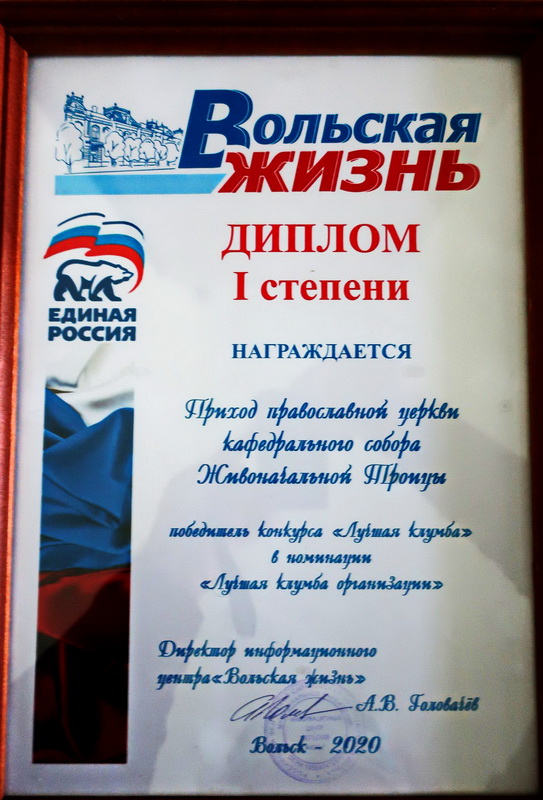 Вольская
жизнь
ДИПЛОМ
I степени
ЕДИНАЯ
РОССИЯ
НАГРАЖДАЕТСЯ
Приход православной церкви
кафедрального собора
Живоначальной Троицы
победитель конкурса «Лучшая клумба»
в номинации
«Лучшая клумба организации»
Директор информационного
центра «Вольская жизнь»
А.В. Головачёв
Вольск - 2020